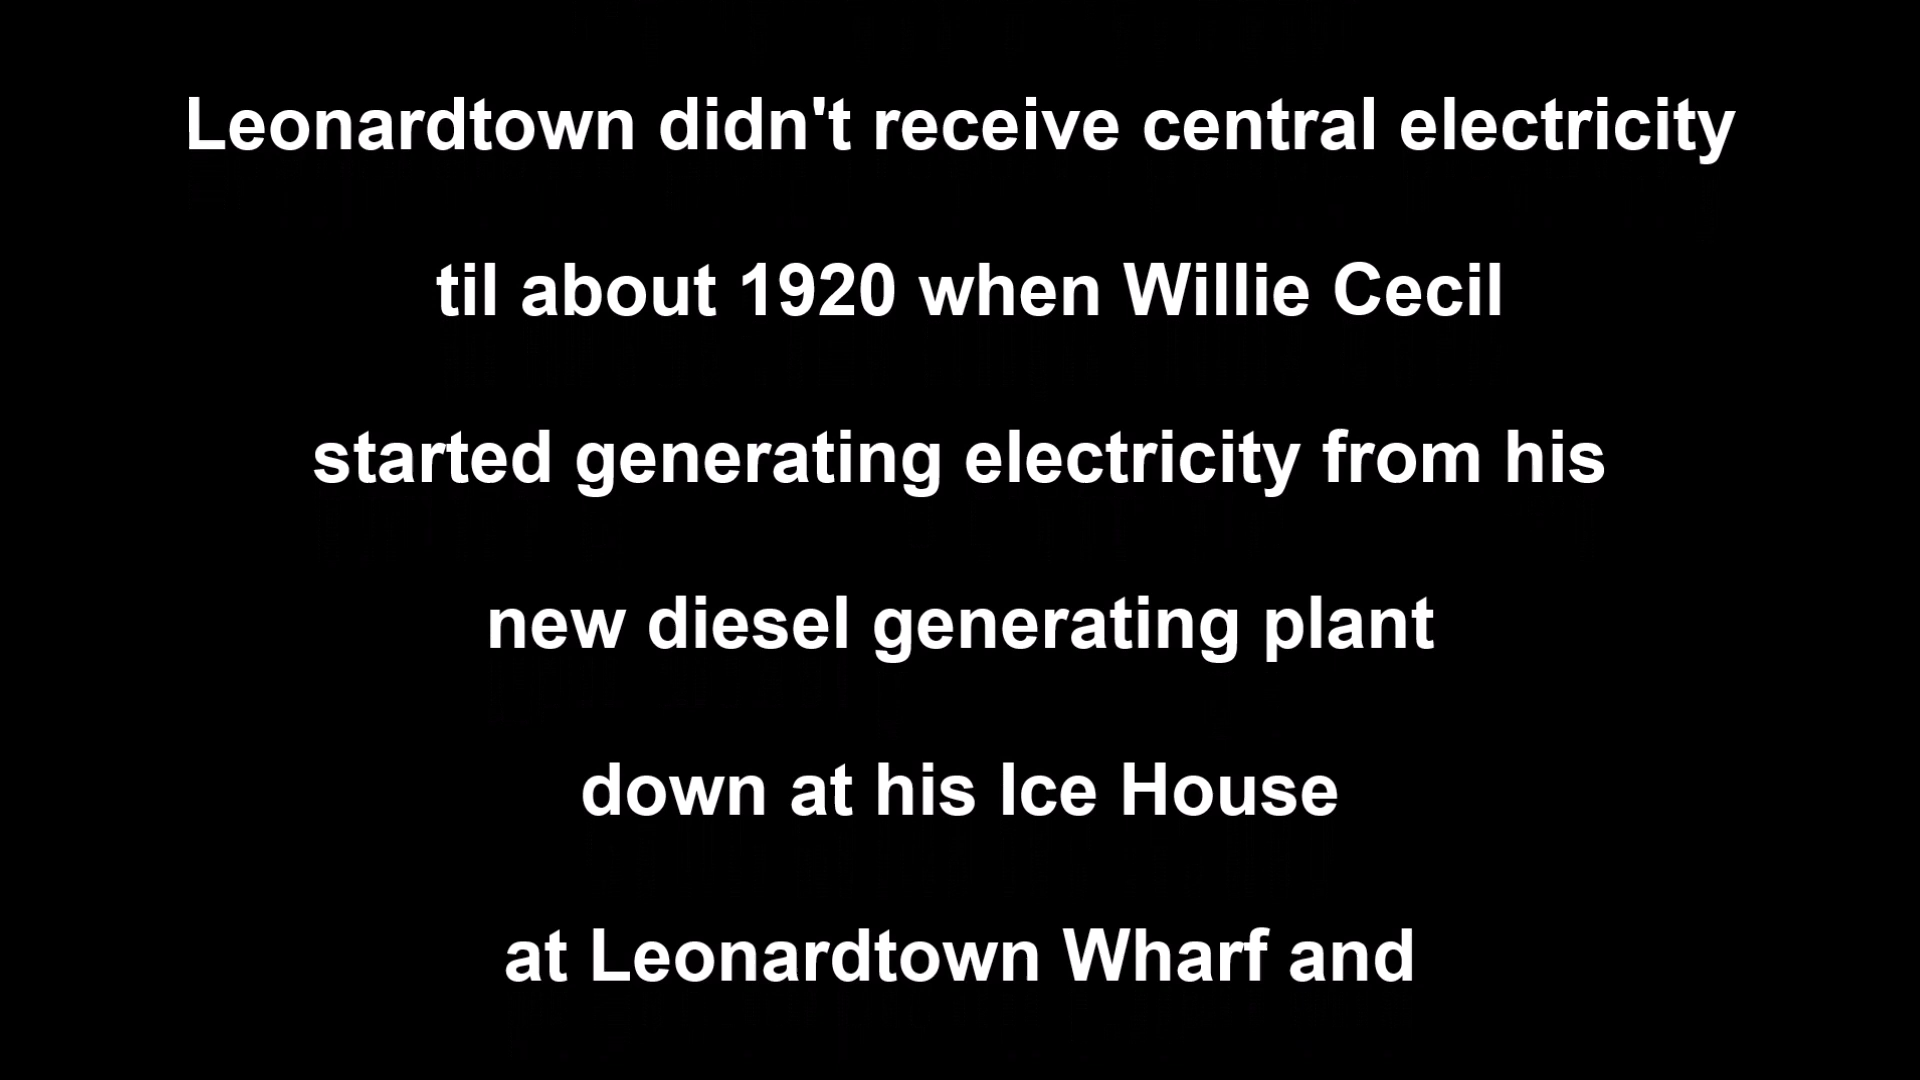 Leonardtown didn't receive central electricity
til about 1920 when Willie Cecil
started generating electricity from his
new diesel generating plant
down at his Ice House
at Leonardtown Wharf and